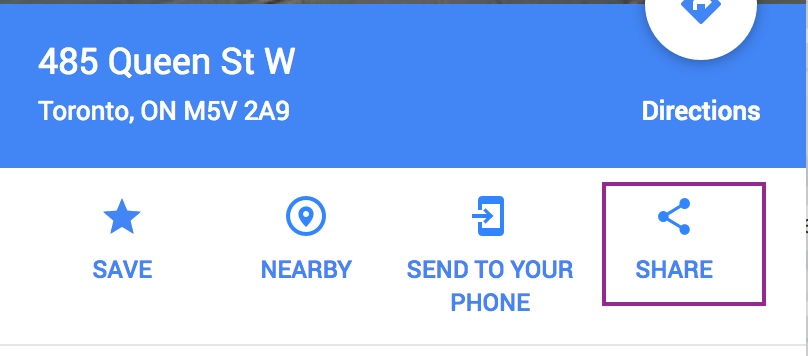 485 Queen St W
Toronto, ON M5V 2A9
Directions
SAVE
NEARBY
SEND TO YOUR
PHONE
SHARE